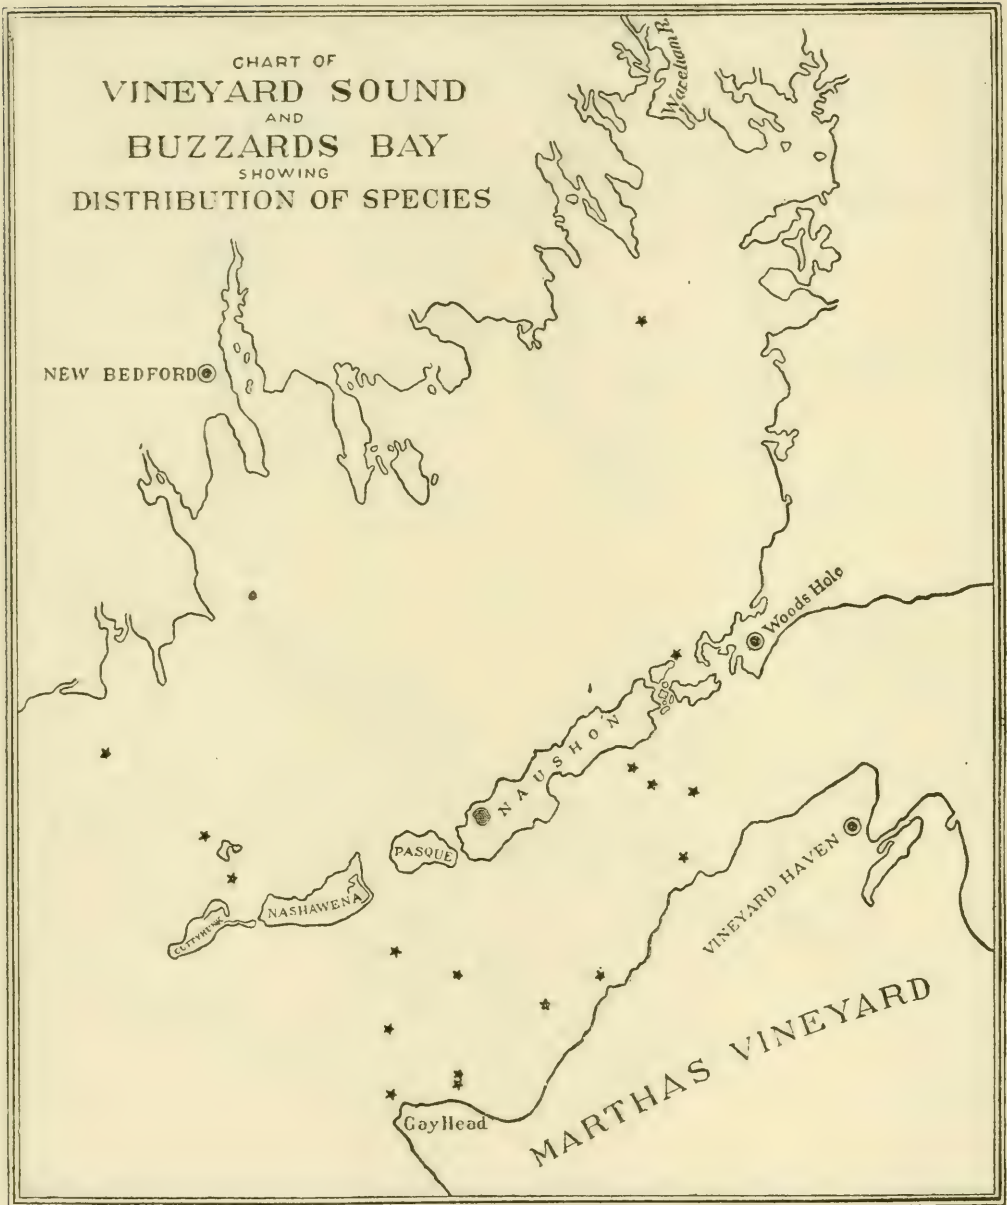 CHART OF
VINEYARD SOUND
AND
BUZZARDS BAY
SHOWING
DISTRIBUTION OF SPECIES
Wareham R.
NEW BEDFORD
Woods Hole
NAUSHON
PASQUE
NASHAWENA
CUTTYHUNK
VINEYARD HAVEN
MARTHAS VINEYARD
Gay Head